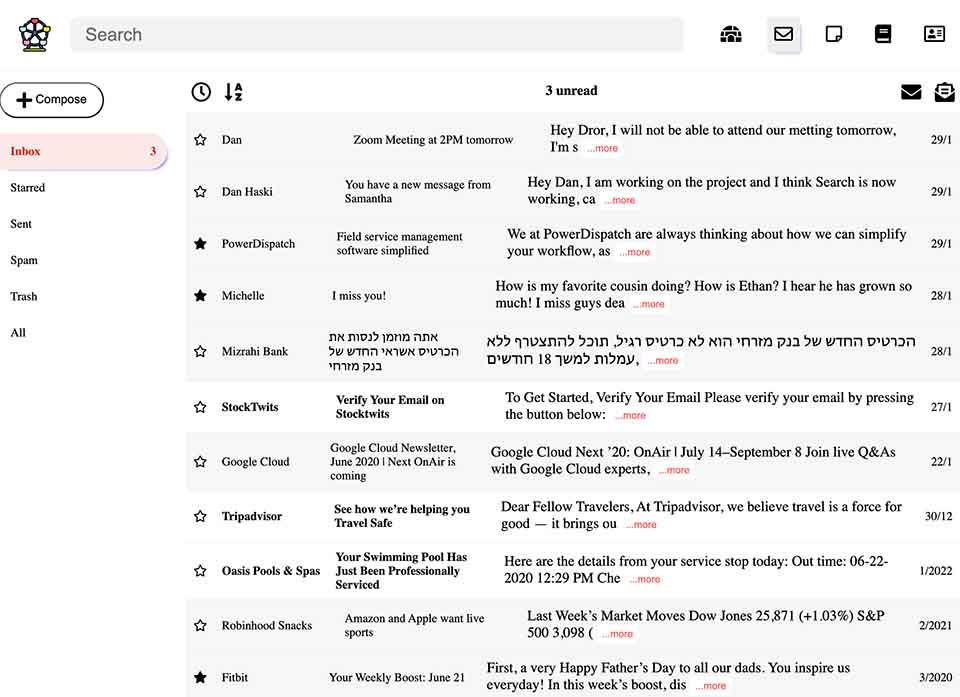 Search
Compose
3 unread
Inbox 3
Starred
Sent
Spam
Trash
All
Dan
Zoom Meeting at 2PM tomorrow
Hey Dror, I will not be able to attend our metting tomorrow,
I'm s ...more
29/1
Dan Haski
You have a new message from
Samantha
Hey Dan, I am working on the project and I think Search is now
working, ca ...more
29/1
PowerDispatch
Field service management
software simplified
We at PowerDispatch are always thinking about how we can simplify
your workflow, as ...more
29/1
Michelle
I miss you!
How is my favorite cousin doing? How is Ethan? I hear he has grown so
much! I miss guys dea ...more
28/1
Mizrahi Bank
אתה מוזמן לנסות את
הכרטיס אשראי החדש של
בנק מזרחי
הכרטיס החדש של בנק מזרחי הוא לא כרטיס רגיל, תוכל להתצטרף ללא
עמלות למשך 18 חודשים, ...more
28/1
StockTwits
Verify Your Email on
Stocktwits
To Get Started, Verify Your Email Please verify your email by pressing
the button below: ...more
27/1
Google Cloud
Google Cloud Newsletter,
June 2020 | Next OnAir is
coming
Google Cloud Next ’20: OnAir | July 14–September 8 Join live Q&As
with Google Cloud experts, ...more
22/1
Tripadvisor
See how we’re helping you
Travel Safe
Dear Fellow Travelers, At Tripadvisor, we believe travel is a force for
good — it brings ou ...more
30/12
Oasis Pools & Spas
Your Swimming Pool Has
Just Been Professionally
Serviced
Here are the details from your service stop today: Out time: 06-22-
2020 12:29 PM Che ...more
1/2022
Robinhood Snacks
Amazon and Apple want live
sports
Last Week’s Market Moves Dow Jones 25,871 (+1.03%) S&P
500 3,098 ( ...more
2/2021
Fitbit
Your Weekly Boost: June 21
First, a very Happy Father’s Day to all our dads. You inspire us
everyday! In this week’s boost, dis ...more
3/2020